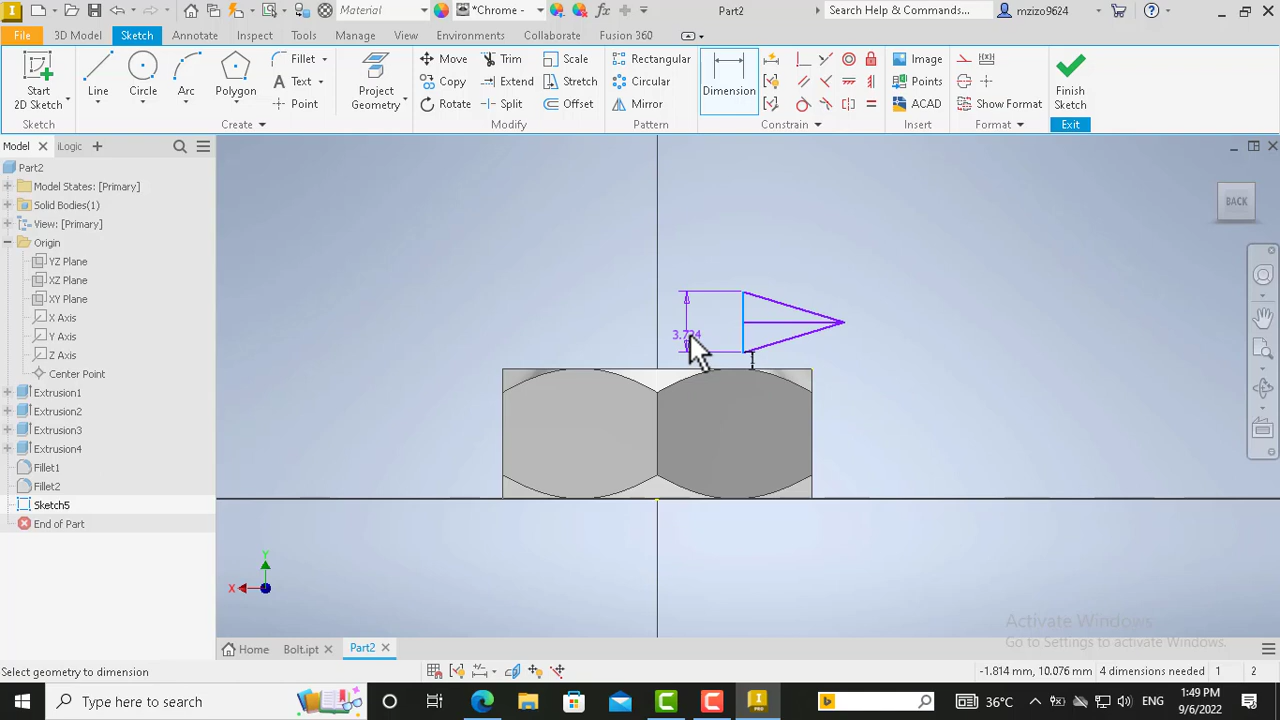 Material
*Chrome -
Part2
Search Help & Commands...
mzizo9624
File
3D Model
Sketch
Annotate
Inspect
Tools
Manage
View
Environments
Collaborate
Fusion 360
Start
2D Sketch
Line
Circle
Arc
Polygon
Fillet
Text
Point
Project
Geometry
Move
Copy
Rotate
Trim
Extend
Split
Scale
Stretch
Offset
Rectangular
Circular
Mirror
Dimension
Image
Points
ACAD
Show Format
Finish
Sketch
Sketch
Create
Modify
Pattern
Constrain
Insert
Format
Exit
Model
iLogic
Part2
Model States: [Primary]
Solid Bodies(1)
View: [Primary]
Origin
YZ Plane
XZ Plane
XY Plane
X Axis
Y Axis
Z Axis
Center Point
Extrusion1
Extrusion2
Extrusion3
Extrusion4
Fillet1
Fillet2
Sketch5
End of Part
BACK
Y
X
Activate Windows
Go to Settings to activate Windows.
Home
Bolt.ipt
Part2
Select geometry to dimension
-1.814 mm, 10.076 mm
4 dimensions needed
1
2
Type here to search
36°C
ENG
1:49 PM
9/6/2022